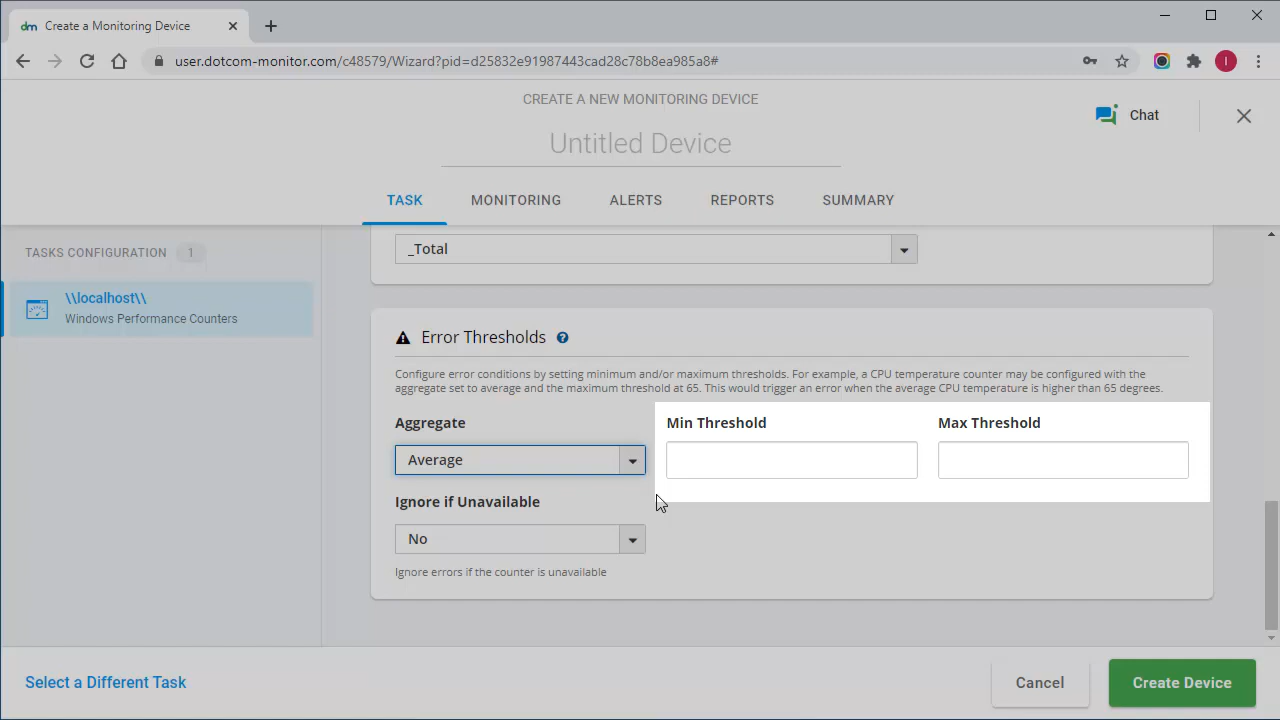 dm Create a Monitoring Device
user.dotcom-monitor.com/c48579/Wizard?pid=d25832e91987443cad28c78b8ea985a8#
I
CREATE A NEW MONITORING DEVICE
Untitled Device
Chat
TASK MONITORING ALERTS REPORTS SUMMARY
TASKS CONFIGURATION 1
\\localhost\\
Windows Performance Counters
_Total
Error Thresholds ?
Configure error conditions by setting minimum and/or maximum thresholds. For example, a CPU temperature counter may be configured with the
aggregate set to average and the maximum threshold at 65. This would trigger an error when the average CPU temperature is higher than 65 degrees.
Aggregate Min Threshold Max Threshold
Average
Ignore if Unavailable
No
Ignore errors if the counter is unavailable
Select a Different Task Cancel Create Device